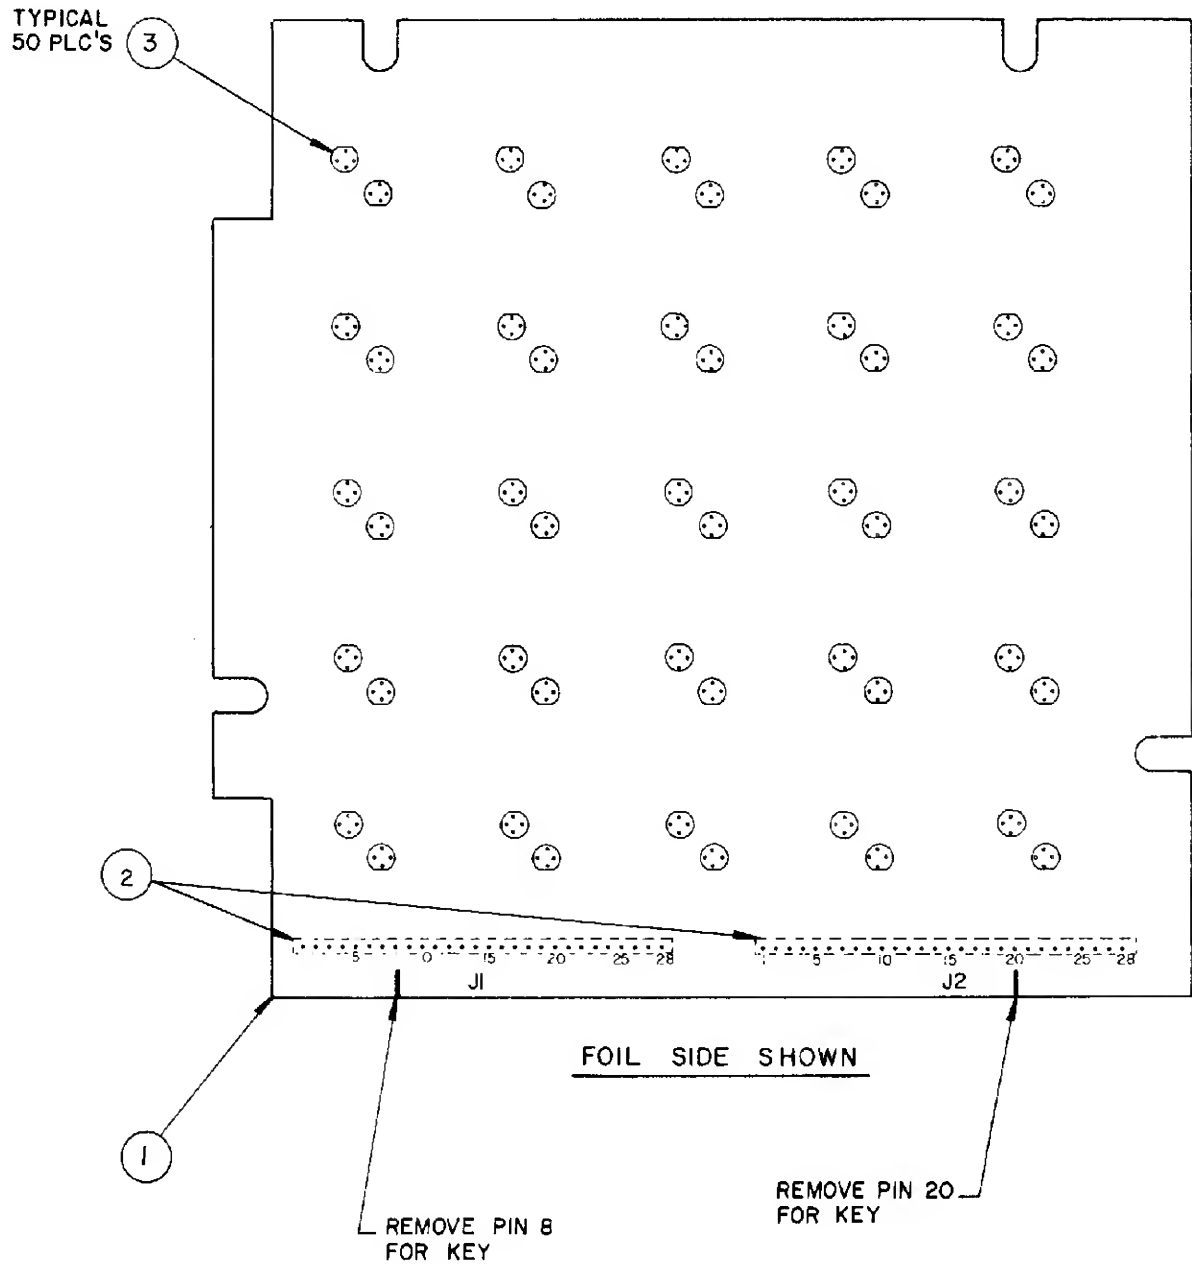 TYPICAL
50 PLC'S
3
2
5 0 15 20 25 28
1 5 10 15 20 25 28
J1
J2
FOIL SIDE SHOWN
1
REMOVE PIN 8
FOR KEY
REMOVE PIN 20
FOR KEY